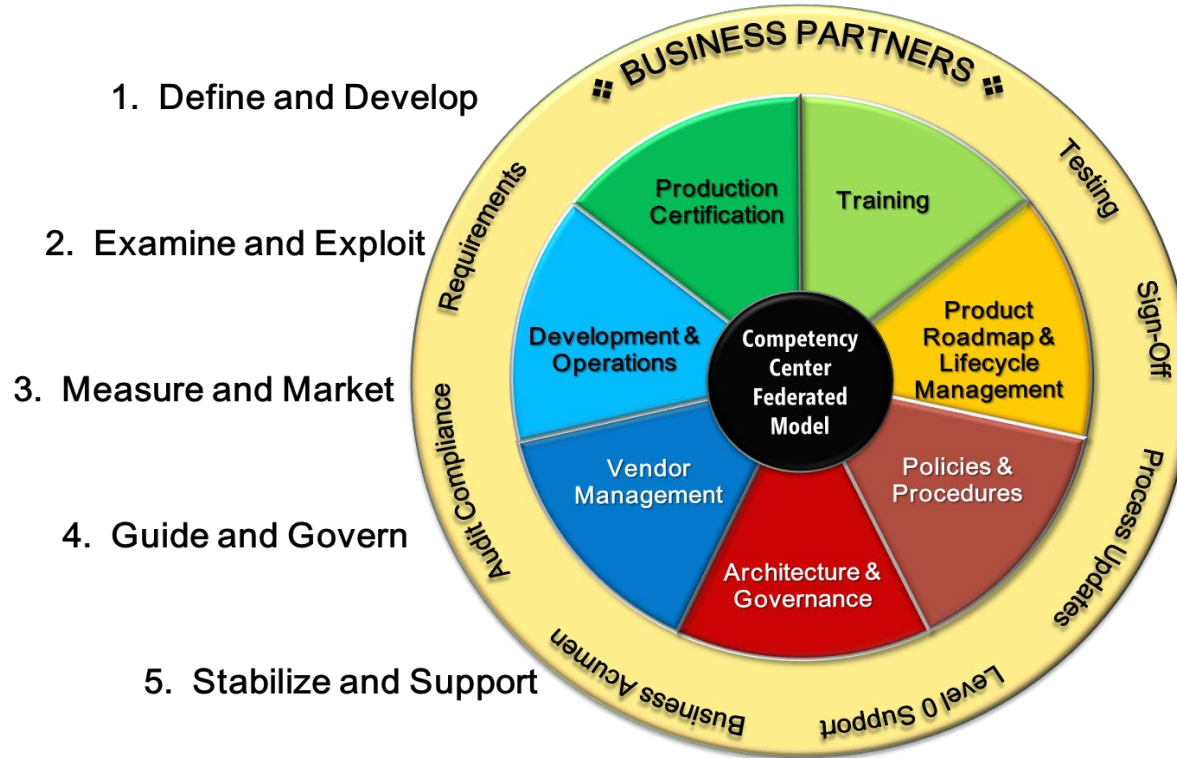 BUSINESS PARTNERS
1. Define and Develop
2. Examine and Exploit
3. Measure and Market
4. Guide and Govern
5. Stabilize and Support
Testing
Sign-Off
Process Updates
Level 0 Support
Business Acumen
Audit Compliance
Requirements
Production
Certification
Training
Product
Roadmap &
Lifecycle
Management
Policies &
Procedures
Architecture &
Governance
Vendor
Management
Development &
Operations
Competency
Center
Federated
Model